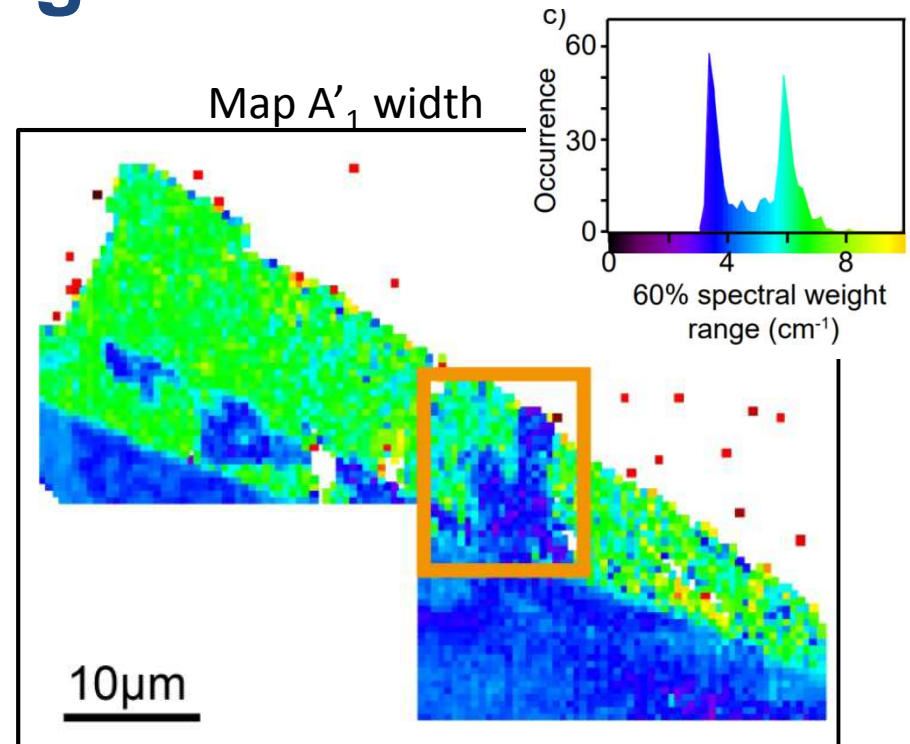 g
c)
Map A’₁ width
60
30
0
Occurrence
0 4 8
60% spectral weight
range (cm⁻¹)
10μm